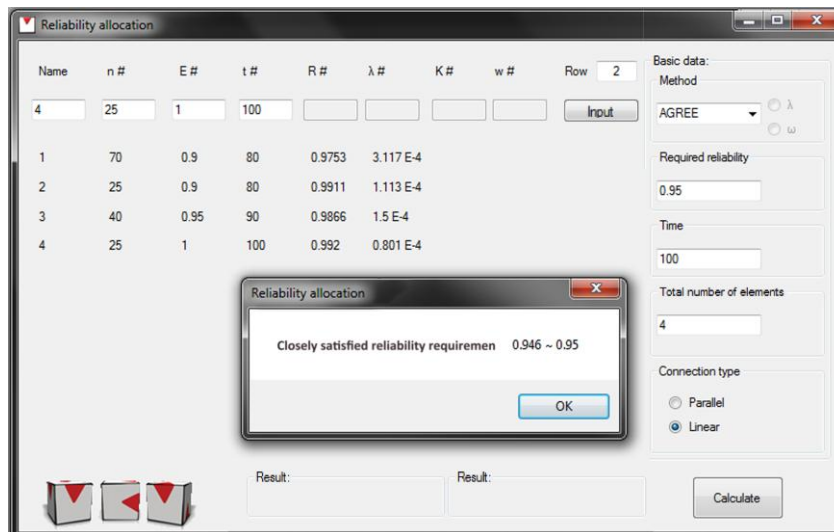 Reliability allocation
Name n # E # t # R # λ # K # w # Row 2
4 25 1 100 Input
1 70 0.9 80 0.9753 3.117 E-4
2 25 0.9 80 0.9911 1.113 E-4
3 40 0.95 90 0.9866 1.5 E-4
4 25 1 100 0.992 0.801 E-4
Reliability allocation
Closely satisfied reliability requiremen 0.946 ~ 0.95
OK
Basic data:
Method
AGREE
λ
ω
Required reliability
0.95
Time
100
Total number of elements
4
Connection type
Parallel
Linear
Result:
Result:
Calculate